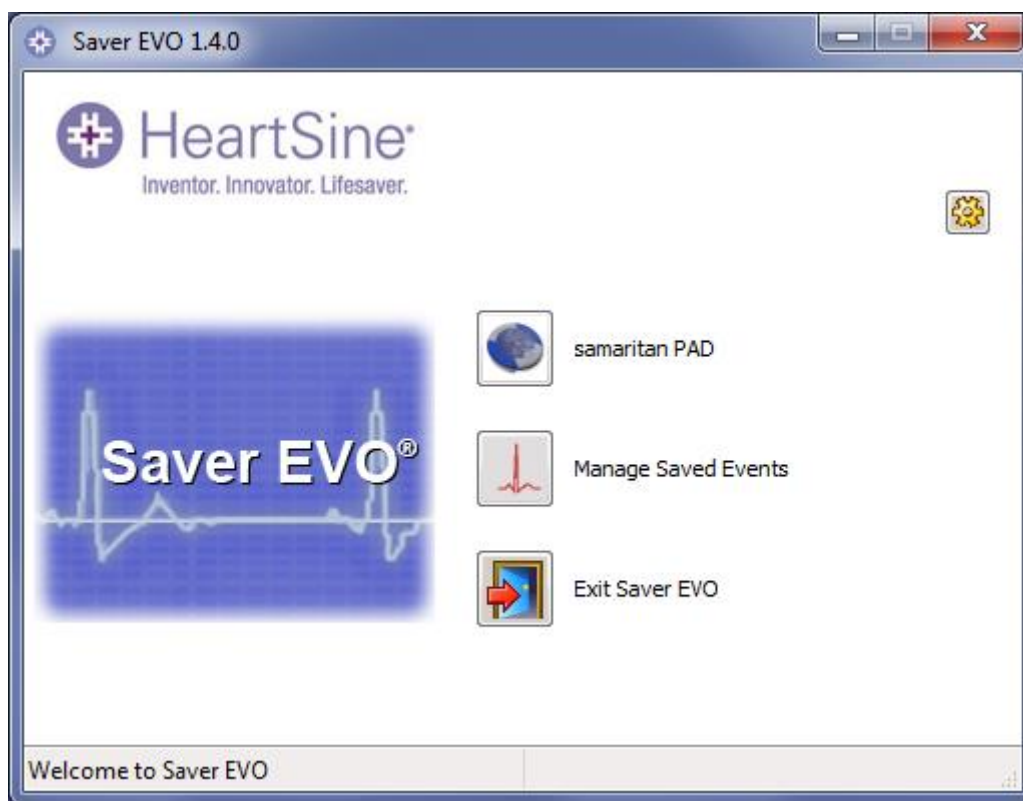 Saver EVO 1.4.0
HeartSine®
Inventor. Innovator. Lifesaver.
samaritan PAD
Saver EVO®
Manage Saved Events
Exit Saver EVO
Welcome to Saver EVO